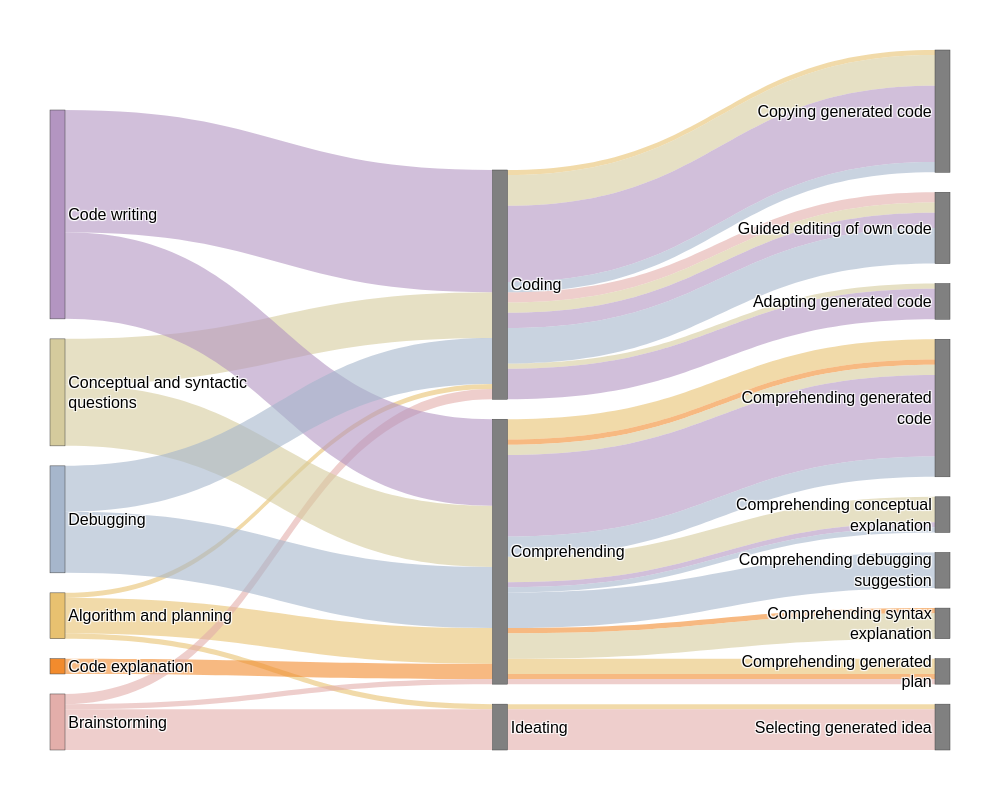 Code writing
Conceptual and syntactic
questions
Debugging
Algorithm and planning
Code explanation
Brainstorming
Coding
Comprehending
Ideating
Copying generated code
Guided editing of own code
Adapting generated code
Comprehending generated
code
Comprehending conceptual
explanation
Comprehending debugging
suggestion
Comprehending syntax
explanation
Comprehending generated
plan
Selecting generated idea